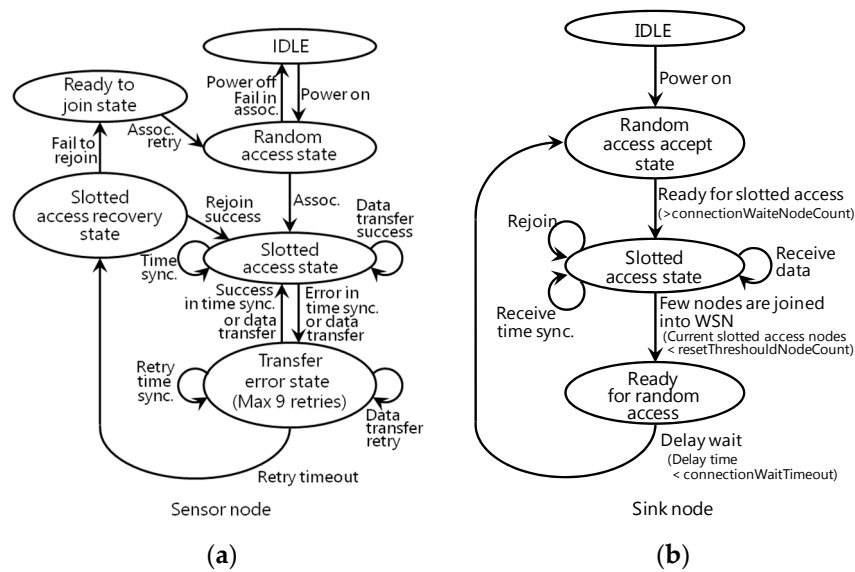 IDLE
Power off
Fail in
assoc.
Power on
Ready to
join state
Assoc.
retry
Random
access state
Fail to
rejoin
Assoc.
Slotted
access recovery
state
Rejoin
success
Data
transfer
success
Time
sync.
Slotted
access state
Success
in time sync.
or data
transfer
Error in
time sync.
or data
transfer
Retry
time
sync.
Transfer
error state
(Max 9 retries)
Data
transfer
retry
Retry timeout
Sensor node
(a)
IDLE
Power on
Random
access accept
state
Ready for slotted access
(>connectionWaiteNodeCount)
Rejoin
Slotted
access state
Receive
data
Receive
time sync.
Few nodes are joined
into WSN
(Current slotted access nodes
< resetThreshouldNodeCount)
Ready
for random
access
Delay wait
(Delay time
< connectionWaitTimeout)
Sink node
(b)